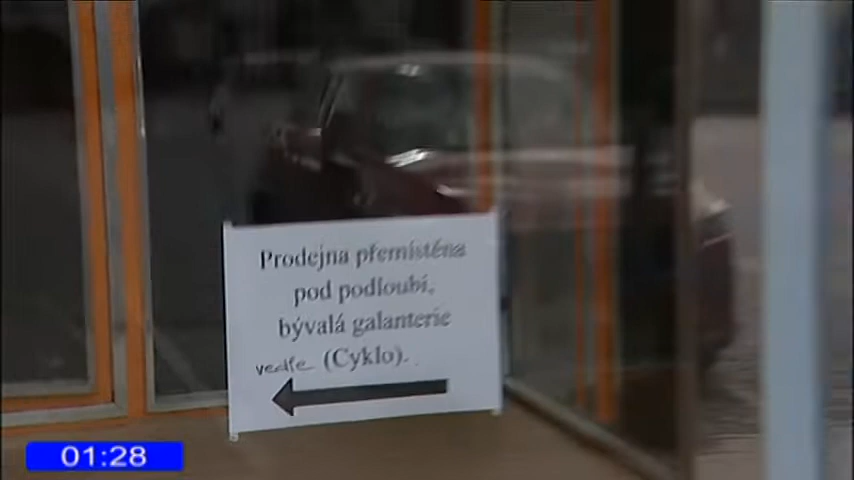 Prodejna přemístěna
pod podloubí,
bývalá galanterie
vedle (Cyklo).
01:28